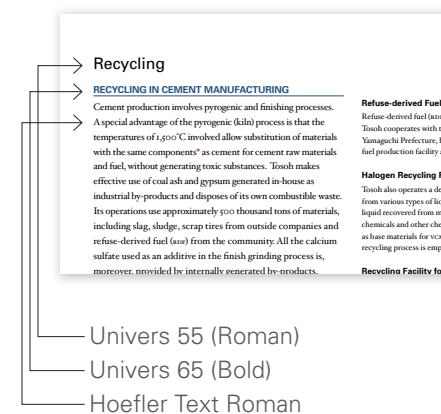 Recycling
RECYCLING IN CEMENT MANUFACTURING
Cement production involves pyrogenic and finishing processes.
A special advantage of the pyrogenic (kiln) process is that the
temperatures of 1,500°C involved allow substitution of materials
with the same components* as cement for cement raw materials
and fuel, without generating toxic substances. Tosoh makes
effective use of coal ash and gypsum generated in-house as
industrial by-products and disposes of its own combustible waste.
Its operations use approximately 500 thousand tons of materials,
including slag, sludge, scrap tires from outside companies and
refuse-derived fuel (RDF) from the community. All the calcium
sulfate used as an additive in the finish grinding process is,
moreover, provided by internally generated by-products.
Refuse-derived Fuel
Refuse-derived fuel (RDF
Tosoh cooperates with t
Yamaguchi Prefecture, b
fuel production facility a
Halogen Recycling F
Tosoh also operates a de
from various types of liq
liquid recovered from m
chemicals and other che
as base materials for VCM
recycling process is emp
Recycling Facility fo
Univers 55 (Roman)
Univers 65 (Bold)
Hoefler Text Roman